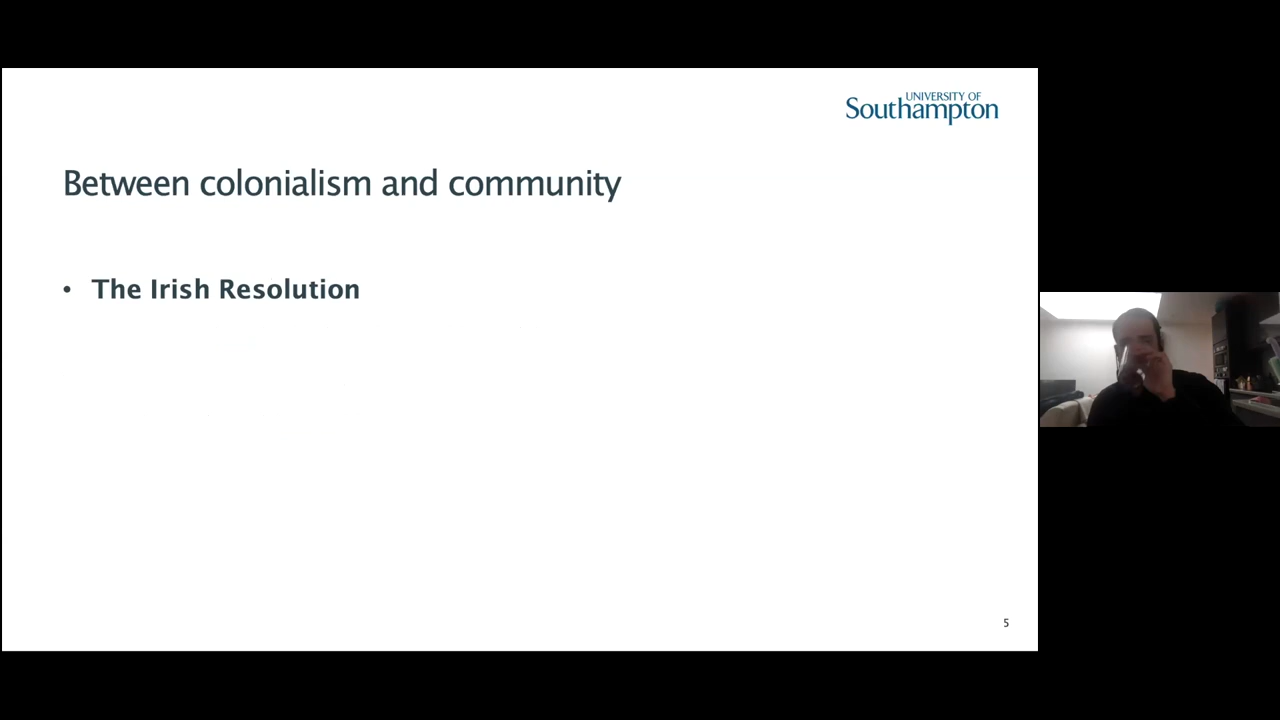 UNIVERSITY OF
Southampton
Between colonialism and community
• The Irish Resolution
5